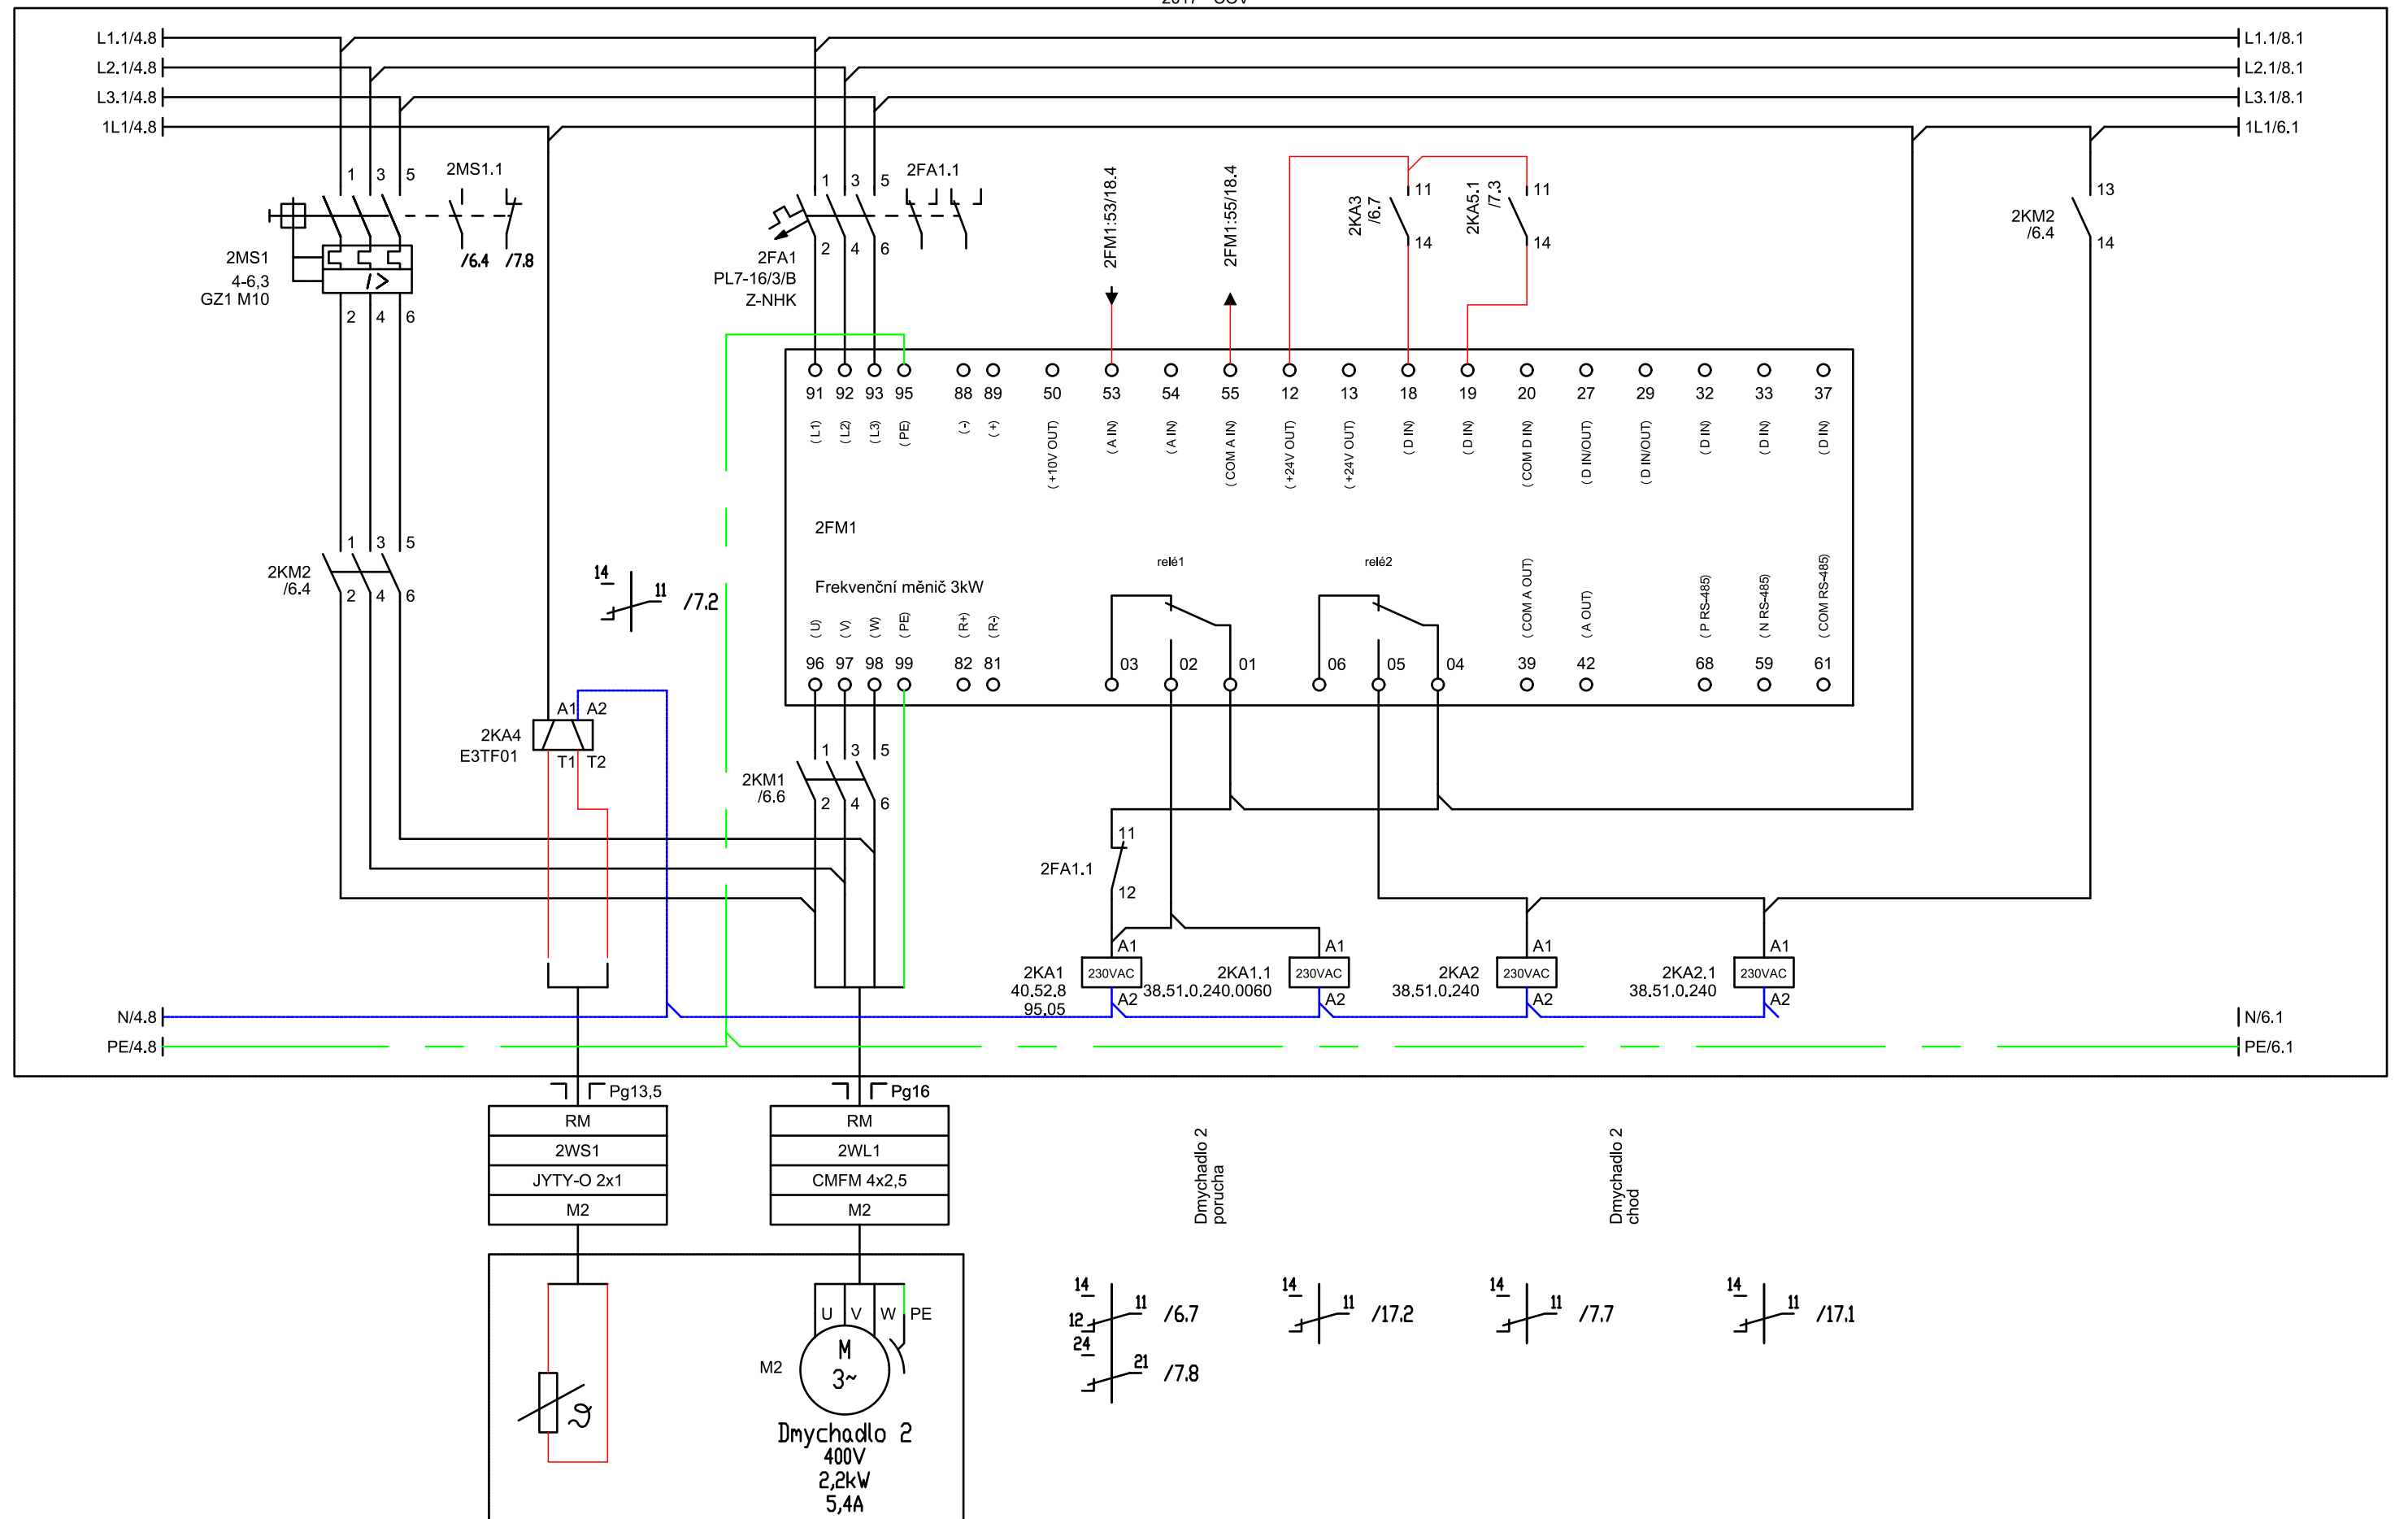 L1.1/4.8
L1.1/8.1
L2.1/4.8
L2.1/8.1
L3.1/4.8
L3.1/8.1
1L1/4.8
1L1/6.1
1 3 5
2MS1.1
/6.4 /7.8
2MS1
4-6,3
GZ1 M10
2 4 6
1 3 5
2FA1.1
2FA1
PL7-16/3/B
Z-NHK
2 4 6
2FM1:53/18.4
2FM1:55/18.4
2KA3
/6.7
11
14
2KA5.1
/7.3
11
14
2KM2
/6.4
13
14
91 92 93 95 88 89 50 53 54 55 12 13 18 19 20 27 29 32 33 37
( L1)
( L2)
( L3)
( PE)
( -)
( +)
( +10V OUT)
( A IN)
( A IN)
( COM A IN)
( +24V OUT)
( +24V OUT)
( D IN)
( D IN)
( COM D IN)
( D IN/OUT)
( D IN/OUT)
( D IN)
( D IN)
( D IN)
2FM1
Frekvenční měnič 3kW
relé1
relé2
( U)
( V)
( W)
( PE)
( R+)
( R-)
( COM A OUT)
( A OUT)
( P RS-485)
( N RS-485)
( COM RS-485)
96 97 98 99 82 81 03 02 01 06 05 04 39 42 68 59 61
1 3 5
2KM2
/6.4
2 4 6
14
11 /7.2
A1 A2
2KA4
E3TF01
T1 T2
1 3 5
2KM1
/6.6
2 4 6
11
2FA1.1
12
A1
2KA1
40.52.8
95.05
230VAC
A2
A1
2KA1.1
38.51.0.240.0060
230VAC
A2
A1
2KA2
38.51.0.240
230VAC
A2
A1
2KA2.1
38.51.0.240
230VAC
A2
N/4.8
N/6.1
PE/4.8
PE/6.1
Pg13,5
RM
2WS1
JYTY-O 2x1
M2
Pg16
RM
2WL1
CMFM 4x2,5
M2
Dmychadlo 2
porucha
Dmychadlo 2
chod
14
11 /6.7
12
24
21 /7.8
14
11 /17.2
14
11 /7.7
14
11 /17.1
U V W PE
M2
M
3~
ϑ
Dmychadlo 2
400V
2,2kW
5,4A